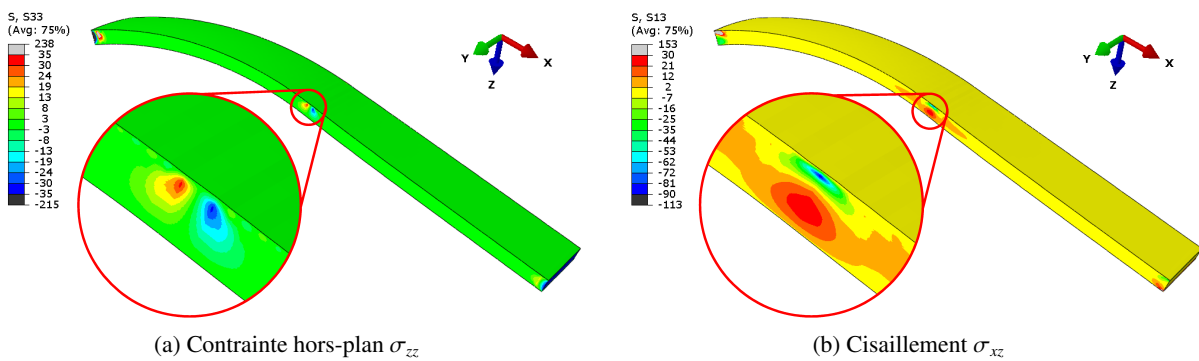 S, S33
(Avg: 75%)
238
35
30
24
19
13
8
3
-3
-8
-13
-19
-24
-30
-35
-215
Y
X
Z
(a) Contrainte hors-plan σzz
S, S13
(Avg: 75%)
153
30
21
12
2
-7
-16
-25
-35
-44
-53
-62
-72
-81
-90
-113
Y
X
Z
(b) Cisaillement σxz